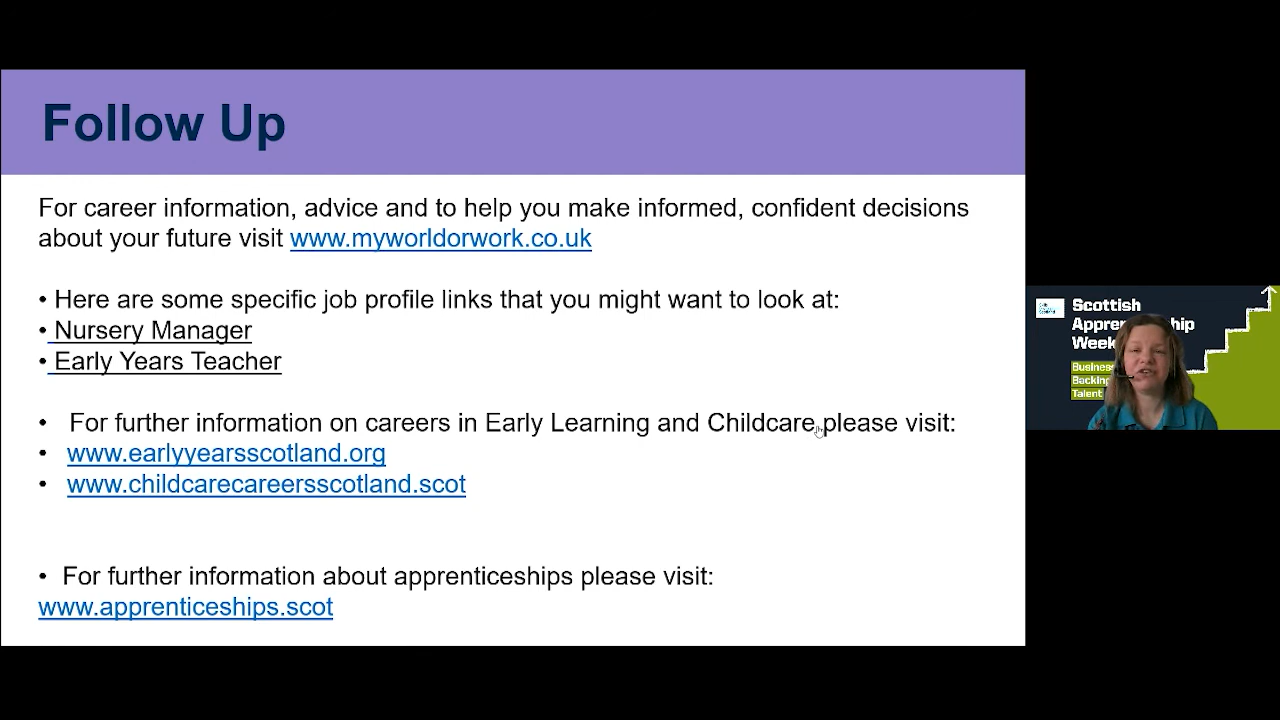 Follow Up
For career information, advice and to help you make informed, confident decisions
about your future visit www.myworldorwork.co.uk
• Here are some specific job profile links that you might want to look at:
• Nursery Manager
• Early Years Teacher
• For further information on careers in Early Learning and Childcare please visit:
• www.earlyyearsscotland.org
• www.childcarecareersscotland.scot
• For further information about apprenticeships please visit:
www.apprenticeships.scot
Scottish
Week
Backing
Talent